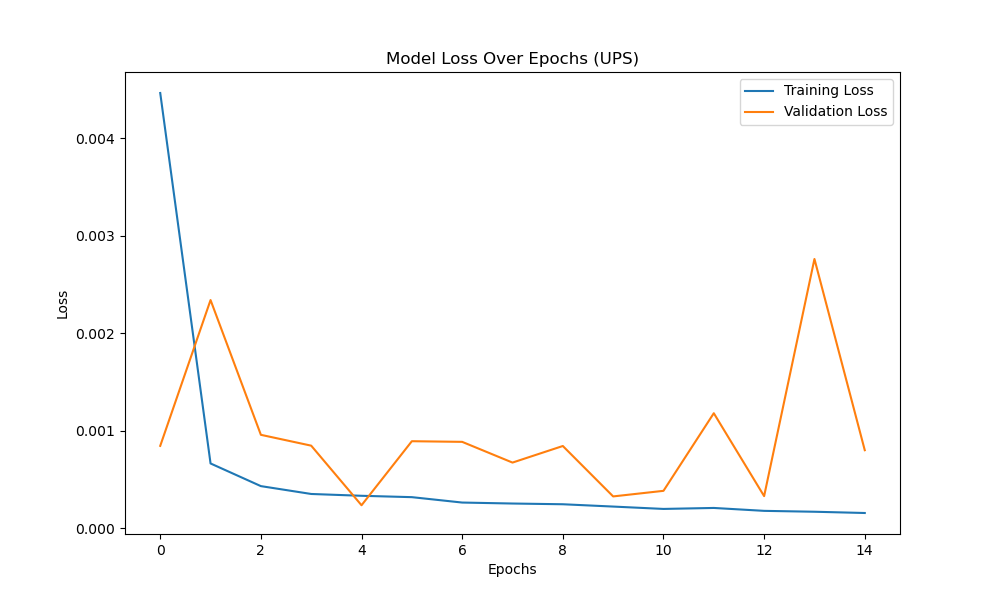 Model Loss Over Epochs (UPS)
Training Loss
Validation Loss
0.004
0.003
0.002
0.001
0.000
Loss
0 2 4 6 8 10 12 14
Epochs